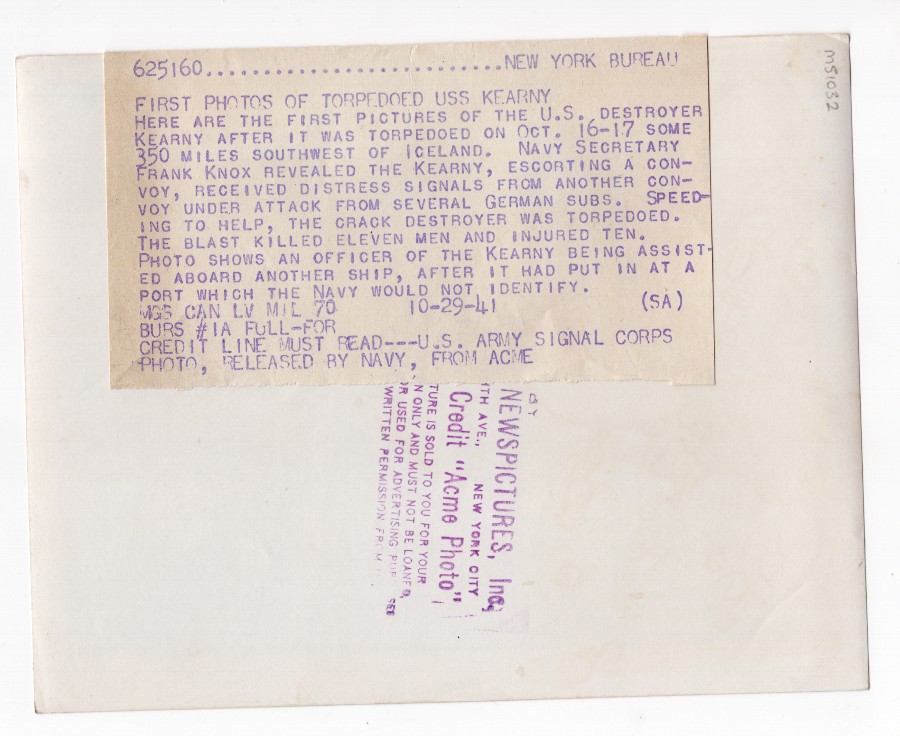 625160..............................NEW YORK BUREAU
FIRST PHOTOS OF TORPEDOED USS KEARNY
HERE ARE THE FIRST PICTURES OF THE U.S. DESTROYER
KEARNY AFTER IT WAS TORPEDOED ON OCT. 16-17 SOME
350 MILES SOUTHWEST OF ICELAND. NAVY SECRETARY
FRANK KNOX REVEALED THE KEARNY, ESCORTING A CON-
VOY, RECEIVED DISTRESS SIGNALS FROM ANOTHER CON-
VOY UNDER ATTACK FROM SEVERAL GERMAN SUBS. SPEED-
ING TO HELP, THE CRACK DESTROYER WAS TORPEDOED.
THE BLAST KILLED ELEVEN MEN AND INJURED TEN.
PHOTO SHOWS AN OFFICER OF THE KEARNY BEING ASSIST-
ED ABOARD ANOTHER SHIP, AFTER IT HAD PUT IN AT A
PORT WHICH THE NAVY WOULD NOT IDENTIFY.
MGS CAN LV MIL 70 10-29-41 (SA)
BURS #1A FULL-FOR
CREDIT LINE MUST READ---U.S. ARMY SIGNAL CORPS
PHOTO, RELEASED BY NAVY, FROM ACME
M51032
BY
NEWSPICTURES, Inc.
TH AVE., NEW YORK CITY
Credit "Acme Photo"
TURE IS SOLD TO YOU FOR YOUR
N ONLY AND MUST NOT BE LOANED,
OR USED FOR ADVERTISING
WRITTEN PERMISSION FROM